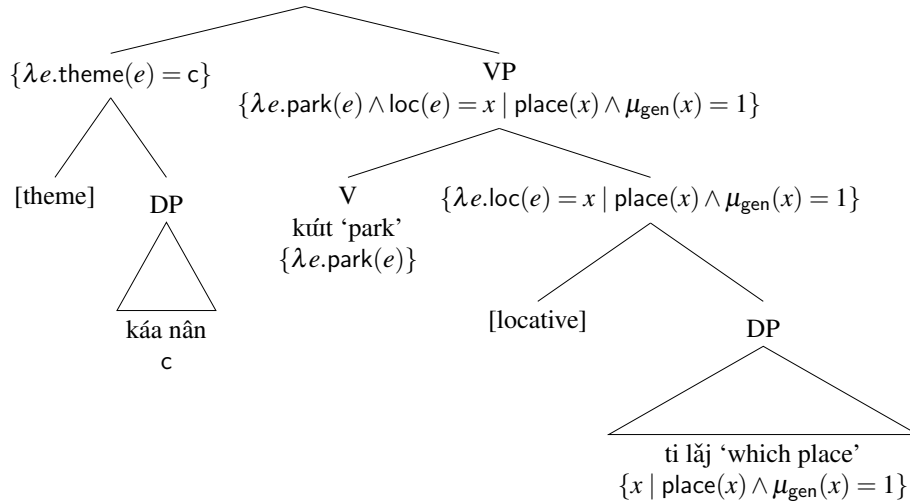 {λe.theme(e) = c}
VP
{λe.park(e) ∧ loc(e) = x | place(x) ∧ μgen(x) = 1}
[theme]
DP
V
kɯ́ɯt ‘park’
{λe.park(e)}
{λe.loc(e) = x | place(x) ∧ μgen(x) = 1}
káa nân
c
[locative]
DP
ti lǎj ‘which place’
{x | place(x) ∧ μgen(x) = 1}